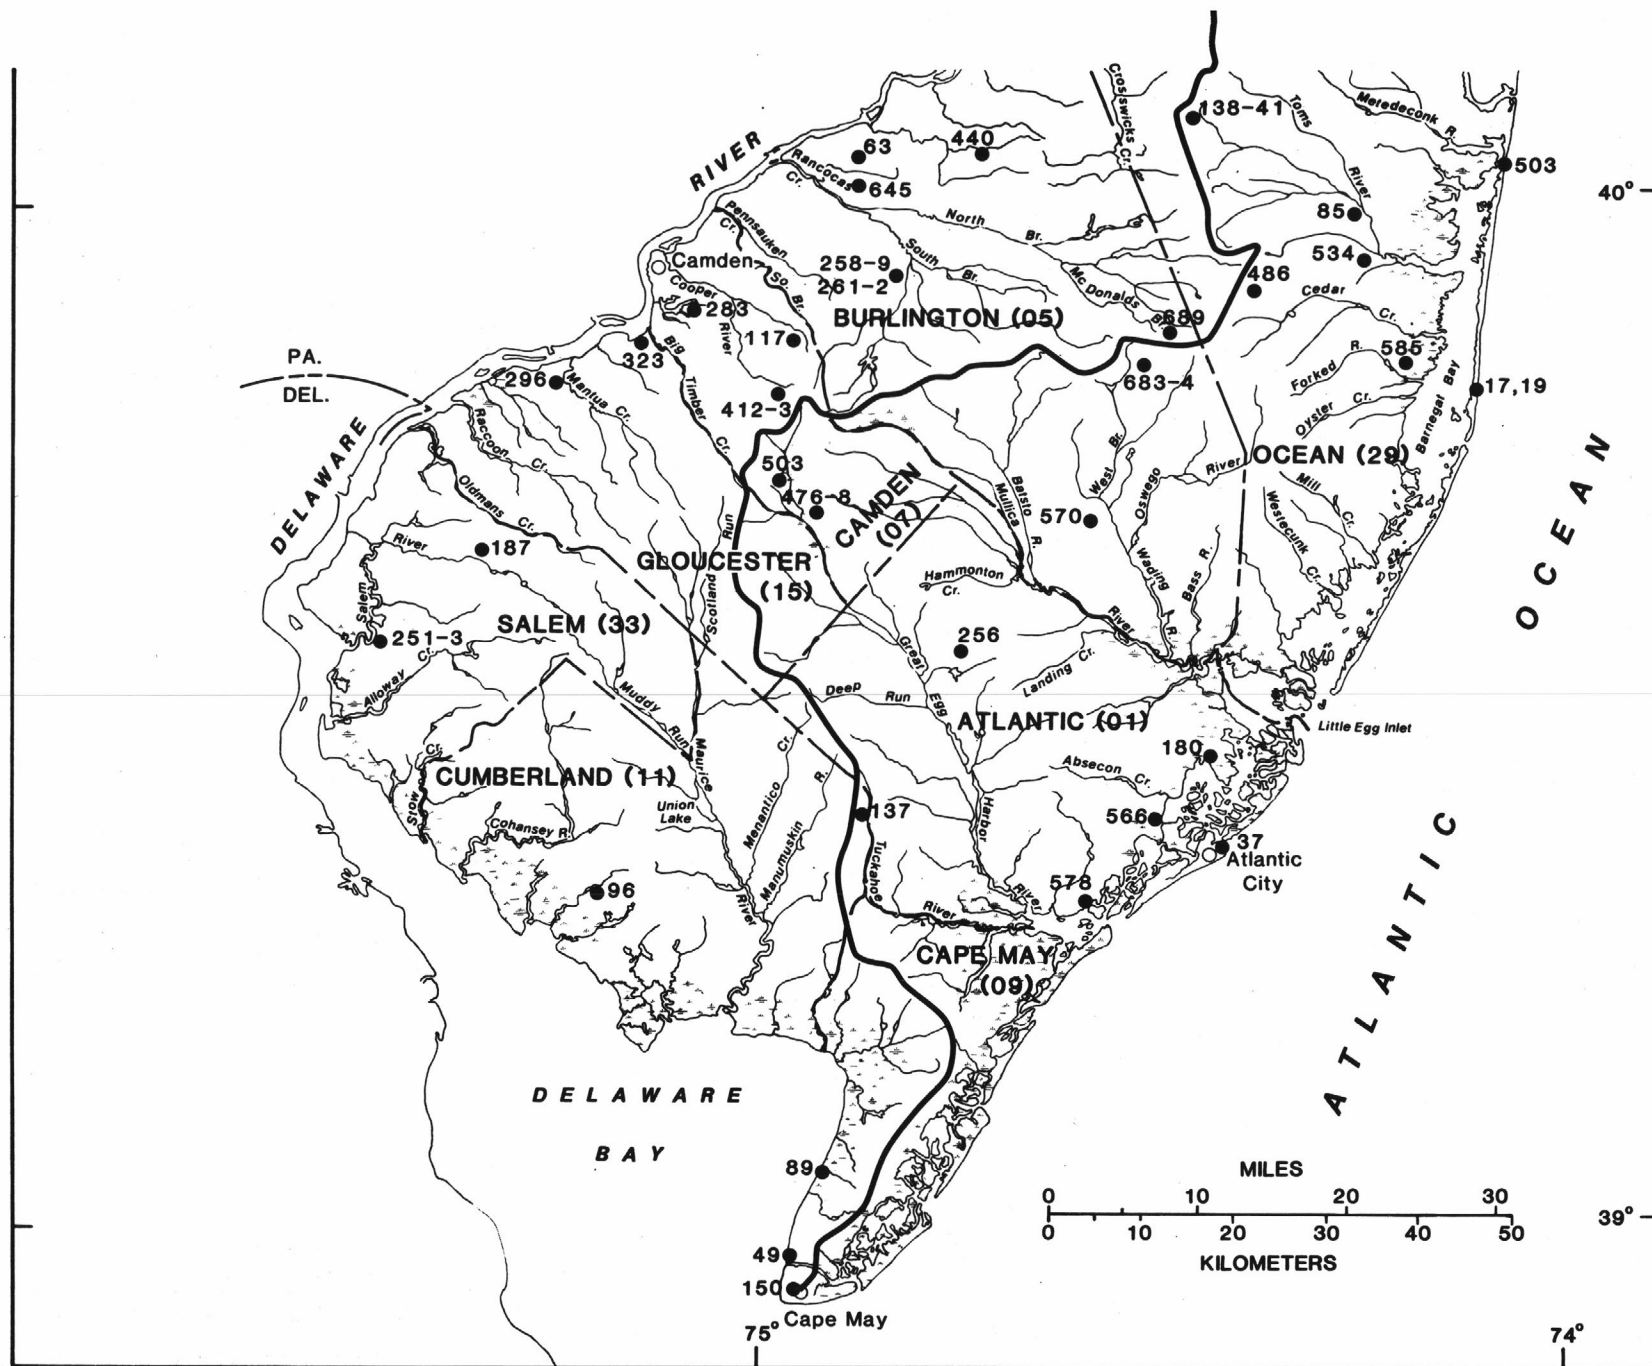 138-41
Crosswicks Cr.
Toms
River
Metedeconk R.
63
440
503
RIVER
Rancocas
Cr.
645
40°
North
Br.
85
Pennsauken
Cr.
South
Br.
534
Camden
258-9
261-2
So. Br.
486
Mc Donalds
Br.
Cedar
Cr.
Cooper
River
283
BURLINGTON (05)
689
117
323
Big
Timber
Cr.
PA.
DEL.
296
Mantua Cr.
683-4
Forked R.
585
17,19
412-3
Oyster Cr.
Barnegat Bay
Raccoon
Cr.
DELAWARE
503
476-8
CAMDEN
(07)
West Br.
Oswego
River
OCEAN (29)
Mill
Cr.
Westecunk
Cr.
Oldmans
Cr.
Batsto
Mullica
R.
570
Run
Scotland
River
187
GLOUCESTER
(15)
Hammonton
Cr.
Wading
R.
Bass R.
River
OCEAN
Salem
SALEM (33)
251-3
Cr.
Alloway
256
Great
Egg
Harbor
River
Landing Cr.
Muddy
Run
Deep Run
ATLANTIC (01)
Little Egg Inlet
180
Absecon Cr.
Cr.
Stow
CUMBERLAND (11)
Maurice
River
Union
Lake
Menantico
Cr.
Manumuskin
R.
137
566
37
Atlantic
City
Cohansey R.
Tuckahoe
River
578
96
ATLANTIC
CAPE MAY
(09)
DELAWARE
BAY
89
MILES
0 10 20 30
0 10 20 30 40 50
KILOMETERS
39°
49
150
Cape May
75°
74°